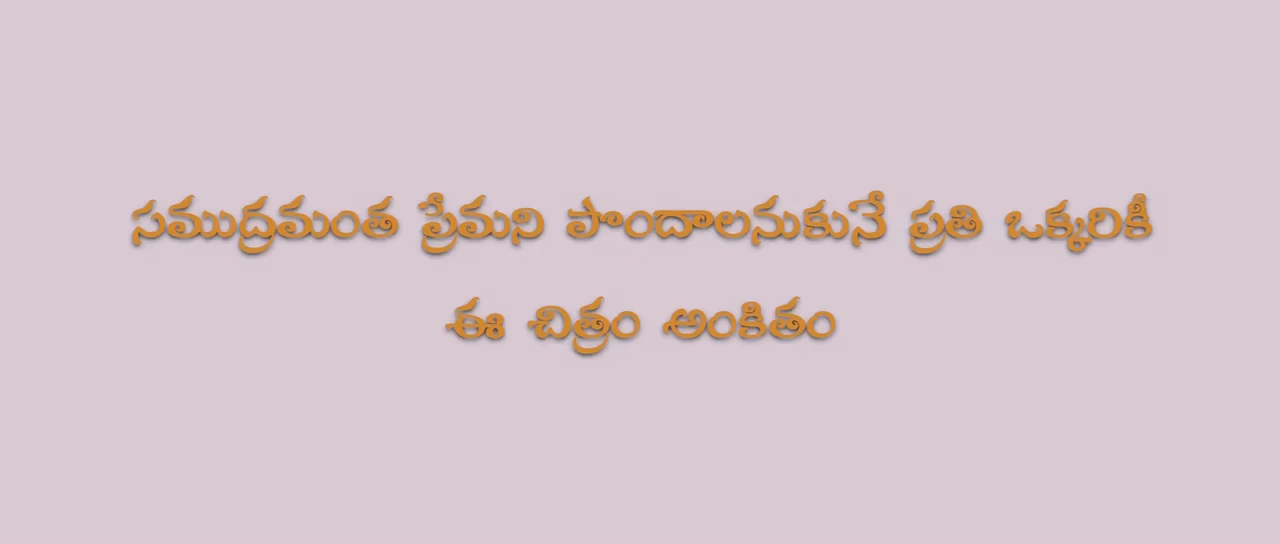 సముద్రమంత ప్రేమని పొందాలనుకునే ప్రతి ఒక్కరికీ
ఈ చిత్రం అంకితం